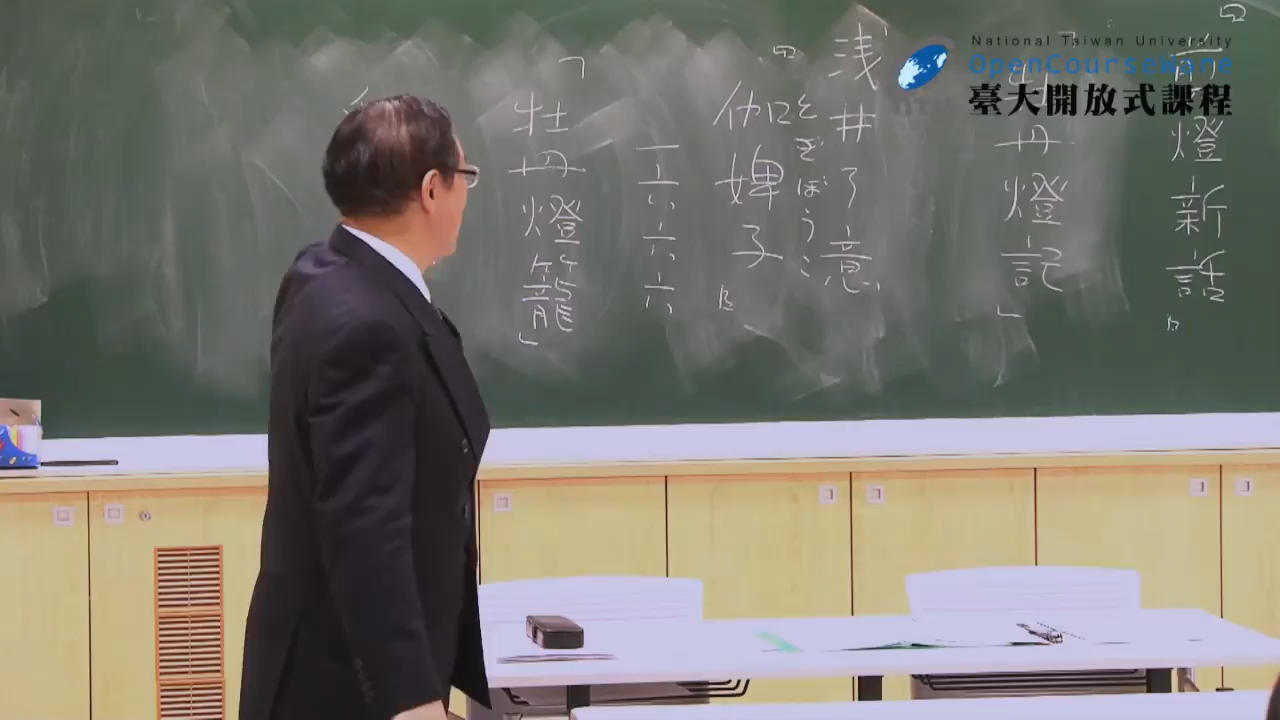 『剪燈新話』
「牡丹燈記」
浅井了意
『伽婢子』
とぎぼうこ
一六六六
「牡丹燈籠」
National Taiwan University
OpenCourseWare
臺大開放式課程